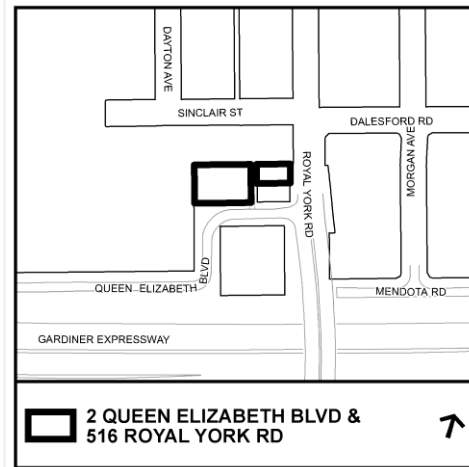 DAYTON AVE
SINCLAIR ST
DALESFORD RD
MORGAN AVE
ROYAL YORK RD
QUEEN ELIZABETH BLVD
MENDOTA RD
GARDINER EXPRESSWAY
2 QUEEN ELIZABETH BLVD &
516 ROYAL YORK RD